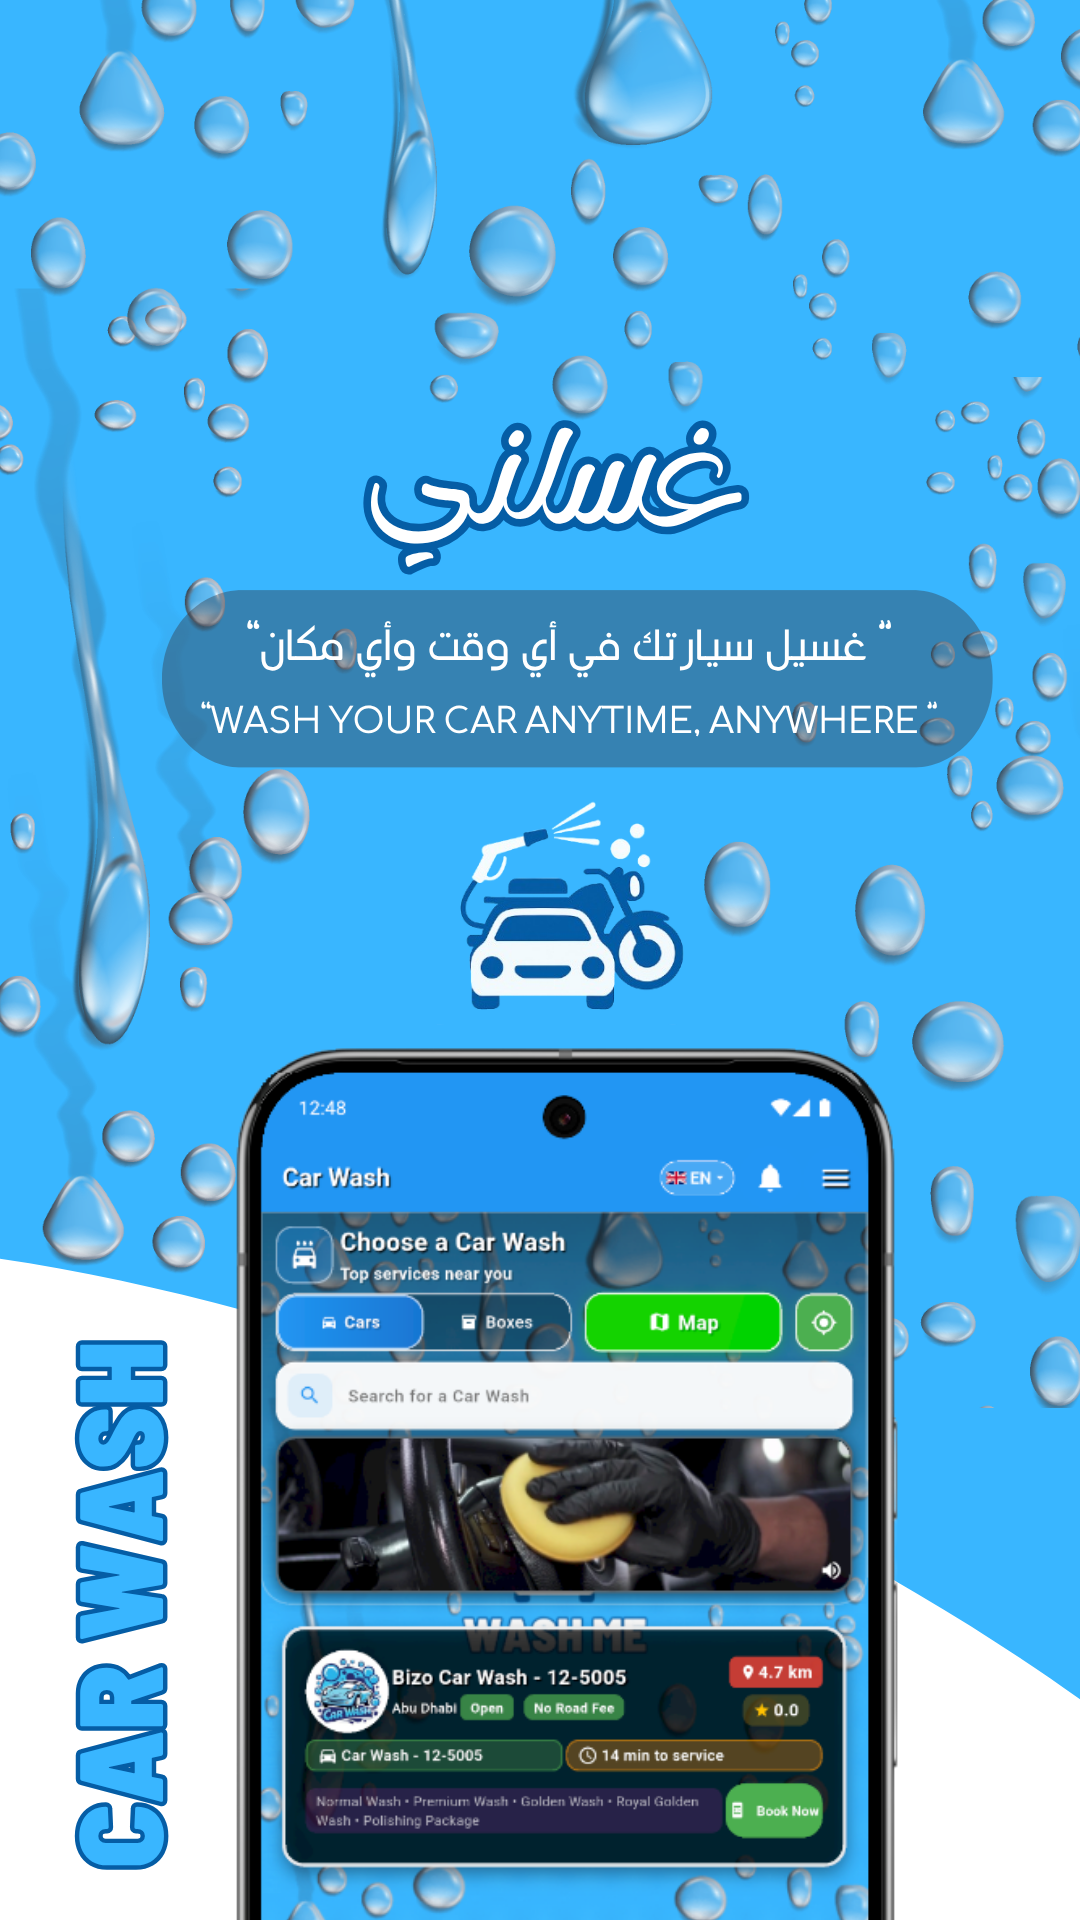 غسلني
” غسيل سيارتك في أي وقت وأي مكان “
“WASH YOUR CAR ANYTIME, ANYWHERE ”
CAR WASH
12:48
Car Wash
EN
Choose a Car Wash
Top services near you
Cars
Boxes
Map
Search for a Car Wash
WASH ME
Bizo Car Wash - 12-5005
4.7 km
Abu Dhabi
Open
No Road Fee
0.0
CAR WASH
Car Wash - 12-5005
14 min to service
Normal Wash • Premium Wash • Golden Wash • Royal Golden
Wash • Polishing Package
Book Now